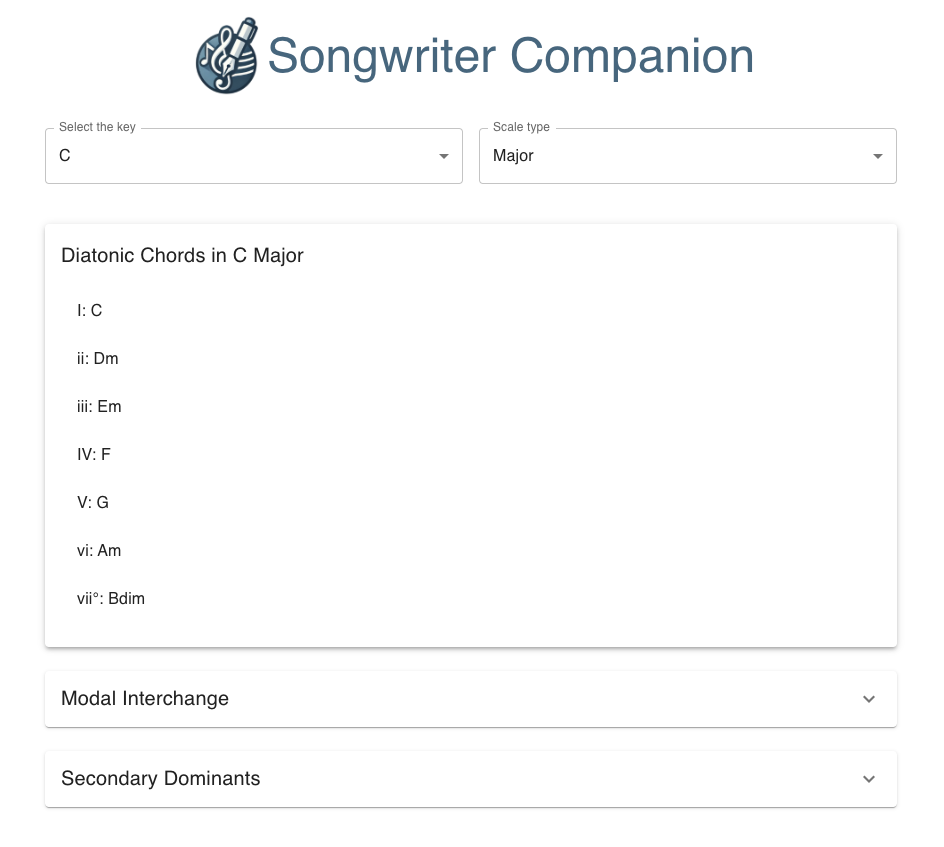 Songwriter Companion
Select the key
C
Scale type
Major
Diatonic Chords in C Major
I: C
ii: Dm
iii: Em
IV: F
V: G
vi: Am
vii°: Bdim
Modal Interchange
Secondary Dominants